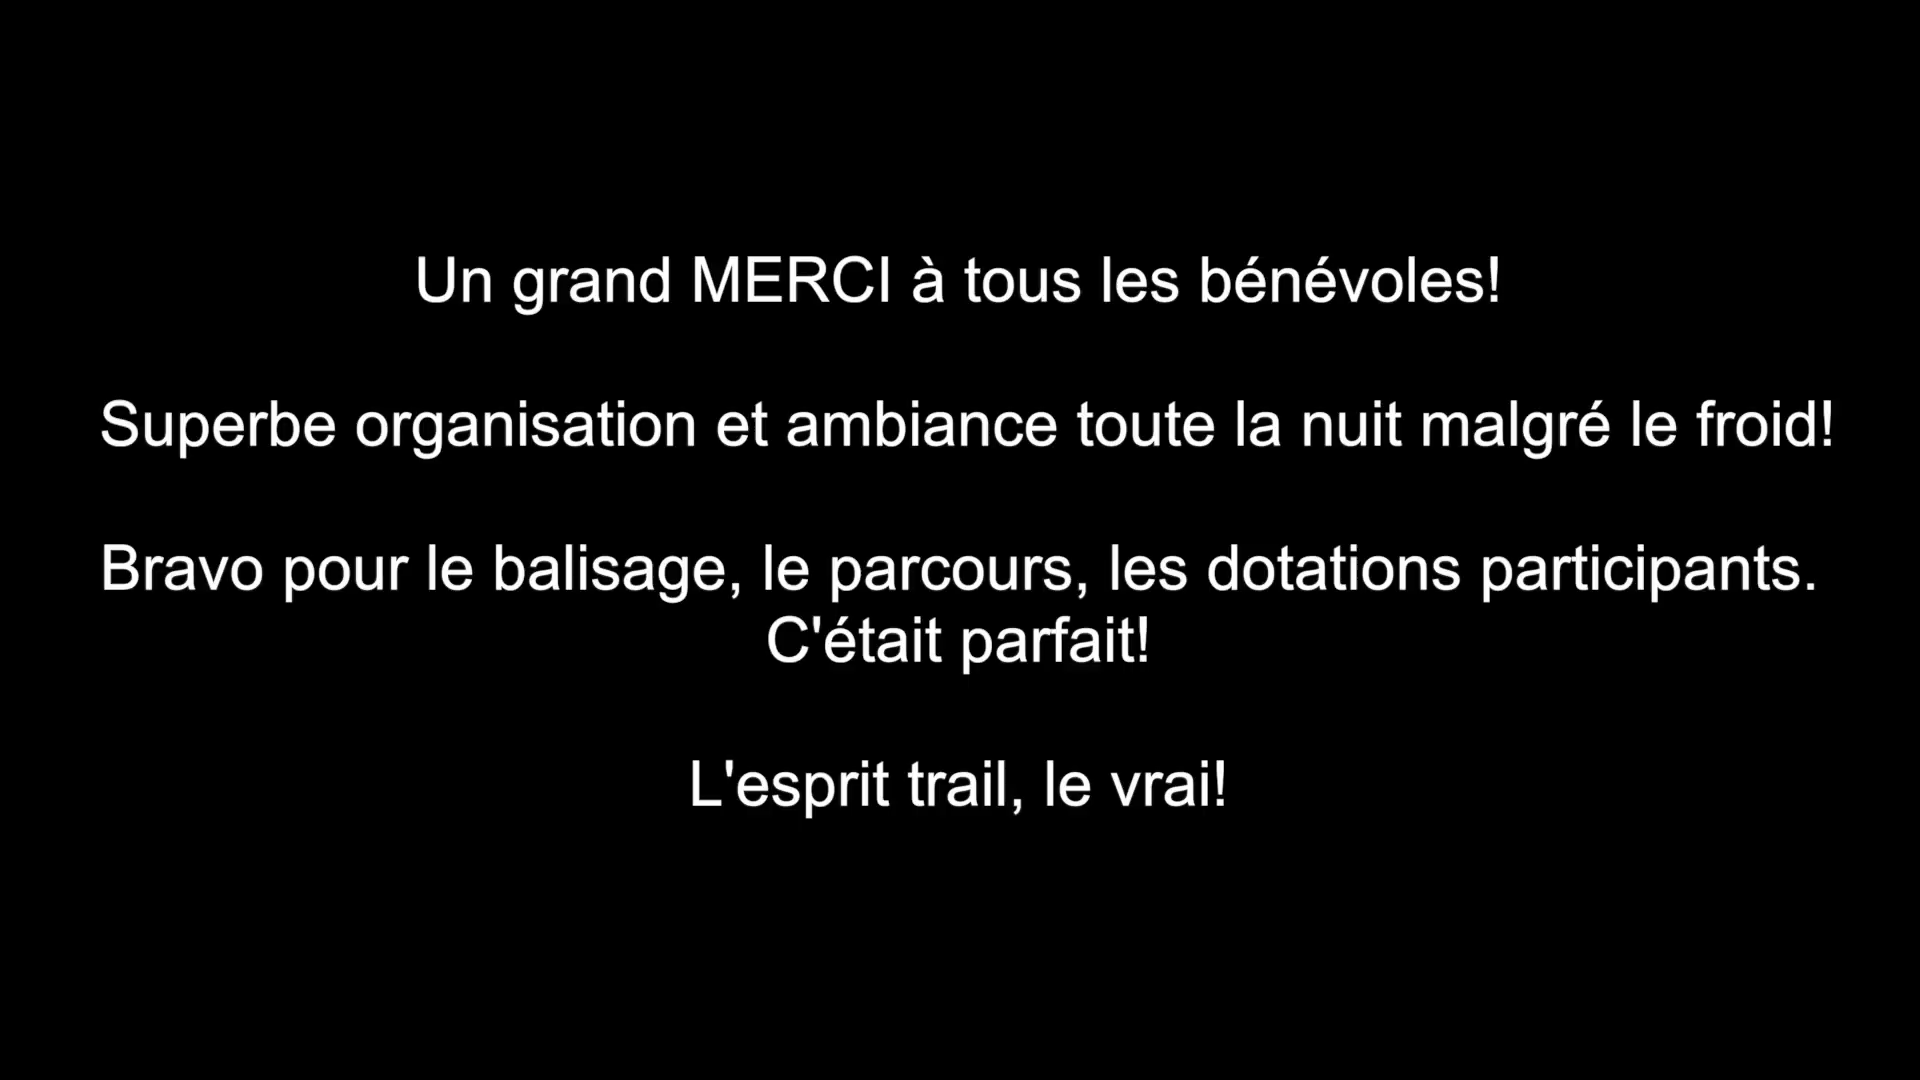 Un grand MERCI à tous les bénévoles!
Superbe organisation et ambiance toute la nuit malgré le froid!
Bravo pour le balisage, le parcours, les dotations participants.
C'était parfait!
L'esprit trail, le vrai!